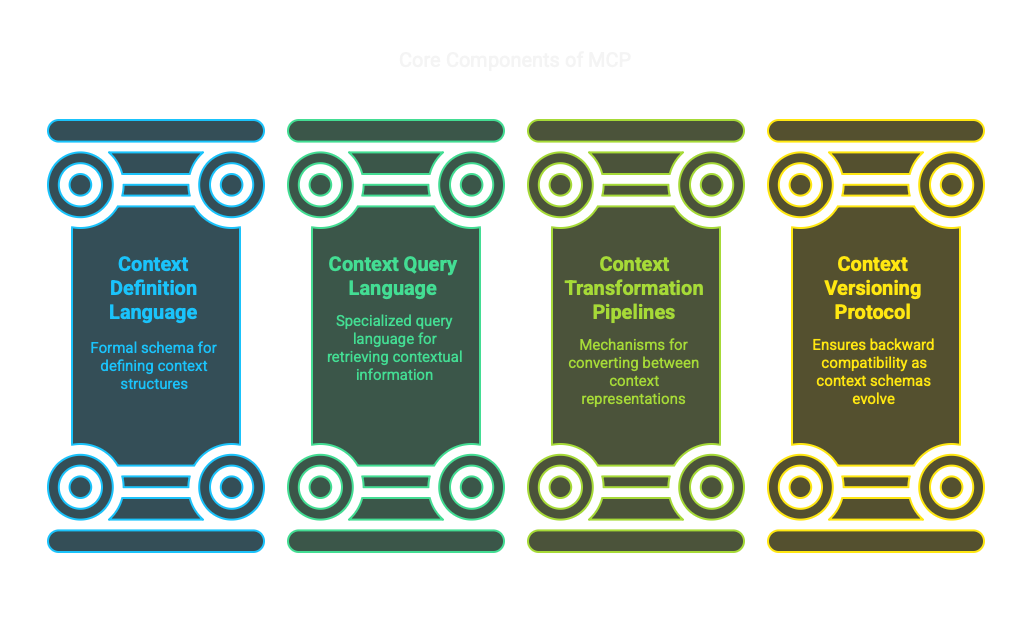 Core Components of MCP
Context
Definition
Language
Formal schema for
defining context
structures
Context Query
Language
Specialized query
language for
retrieving contextual
information
Context
Transformation
Pipelines
Mechanisms for
converting between
context
representations
Context
Versioning
Protocol
Ensures backward
compatibility as
context schemas
evolve